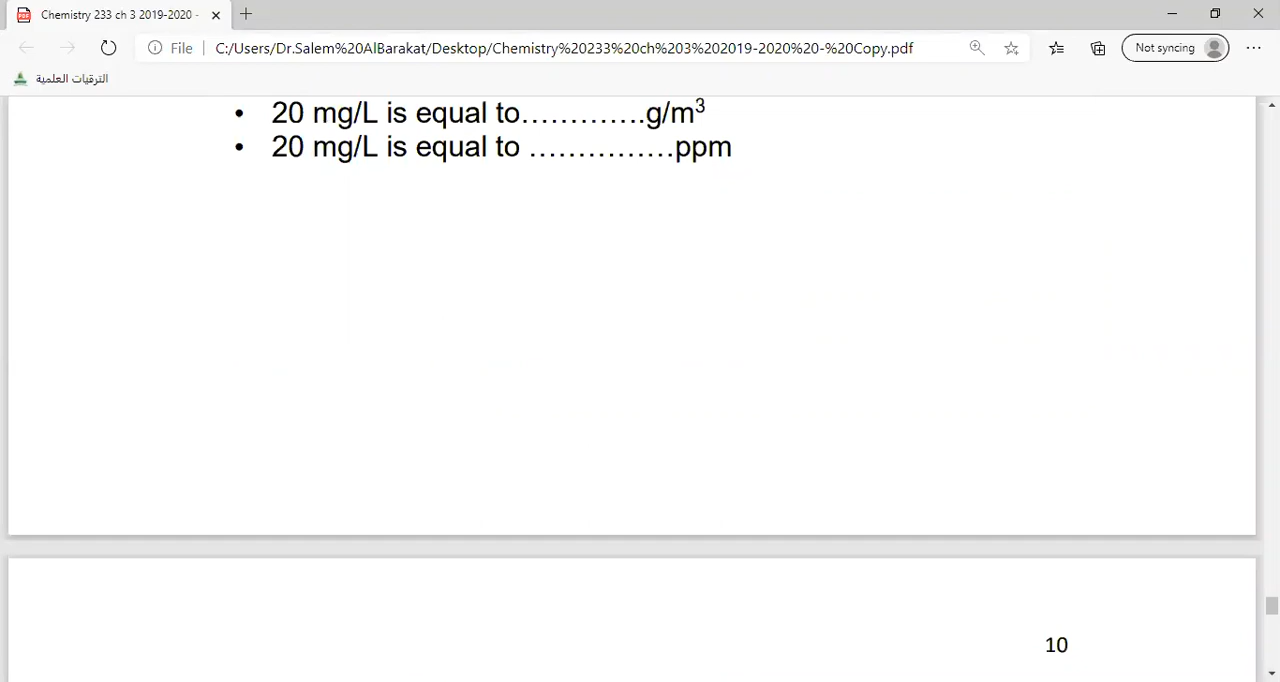 Chemistry 233 ch 3 2019-2020 -
File
C:/Users/Dr.Salem%20AlBarakat/Desktop/Chemistry%20233%20ch%203%202019-2020%20-%20Copy.pdf
Not syncing
الترقيات العلمية
• 20 mg/L is equal to………….g/m³
• 20 mg/L is equal to ……………ppm
10